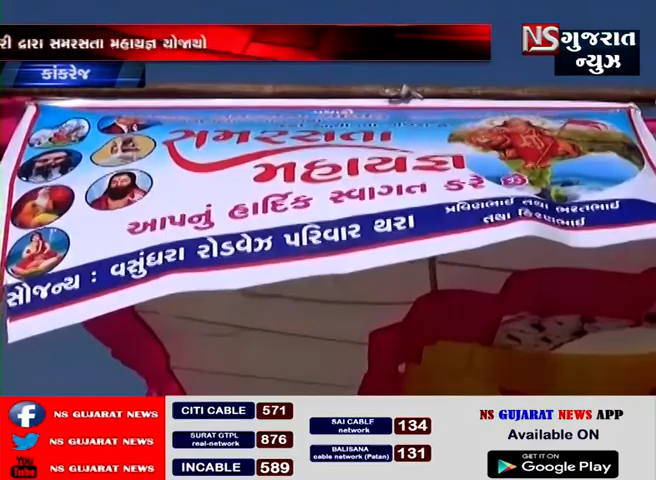 રી દ્વારા સમરસતા મહાયજ્ઞ યોજાયો
NS ગુજરાત
ન્યુઝ
કાંકરેજ
સમરસતા
મહાયજ્ઞ
આપનું હાર્દિક સ્વાગત કરે છે
પ્રવિણભાઈ તથા ભરતભાઈ
તથા કિરણભાઈ
સૌજન્ય : વસુંધરા રોડવેઝ પરિવાર થરા
NS GUJARAT NEWS
NS GUJARAT NEWS
You Tube NS GUJARAT NEWS
CITI CABLE 571
SURAT GTPL real-network 876
INCABLE 589
SAI CABLE network 134
BALISANA cable network (Patan) 131
NS GUJARAT NEWS APP
Available ON
GET IT ON
Google Play